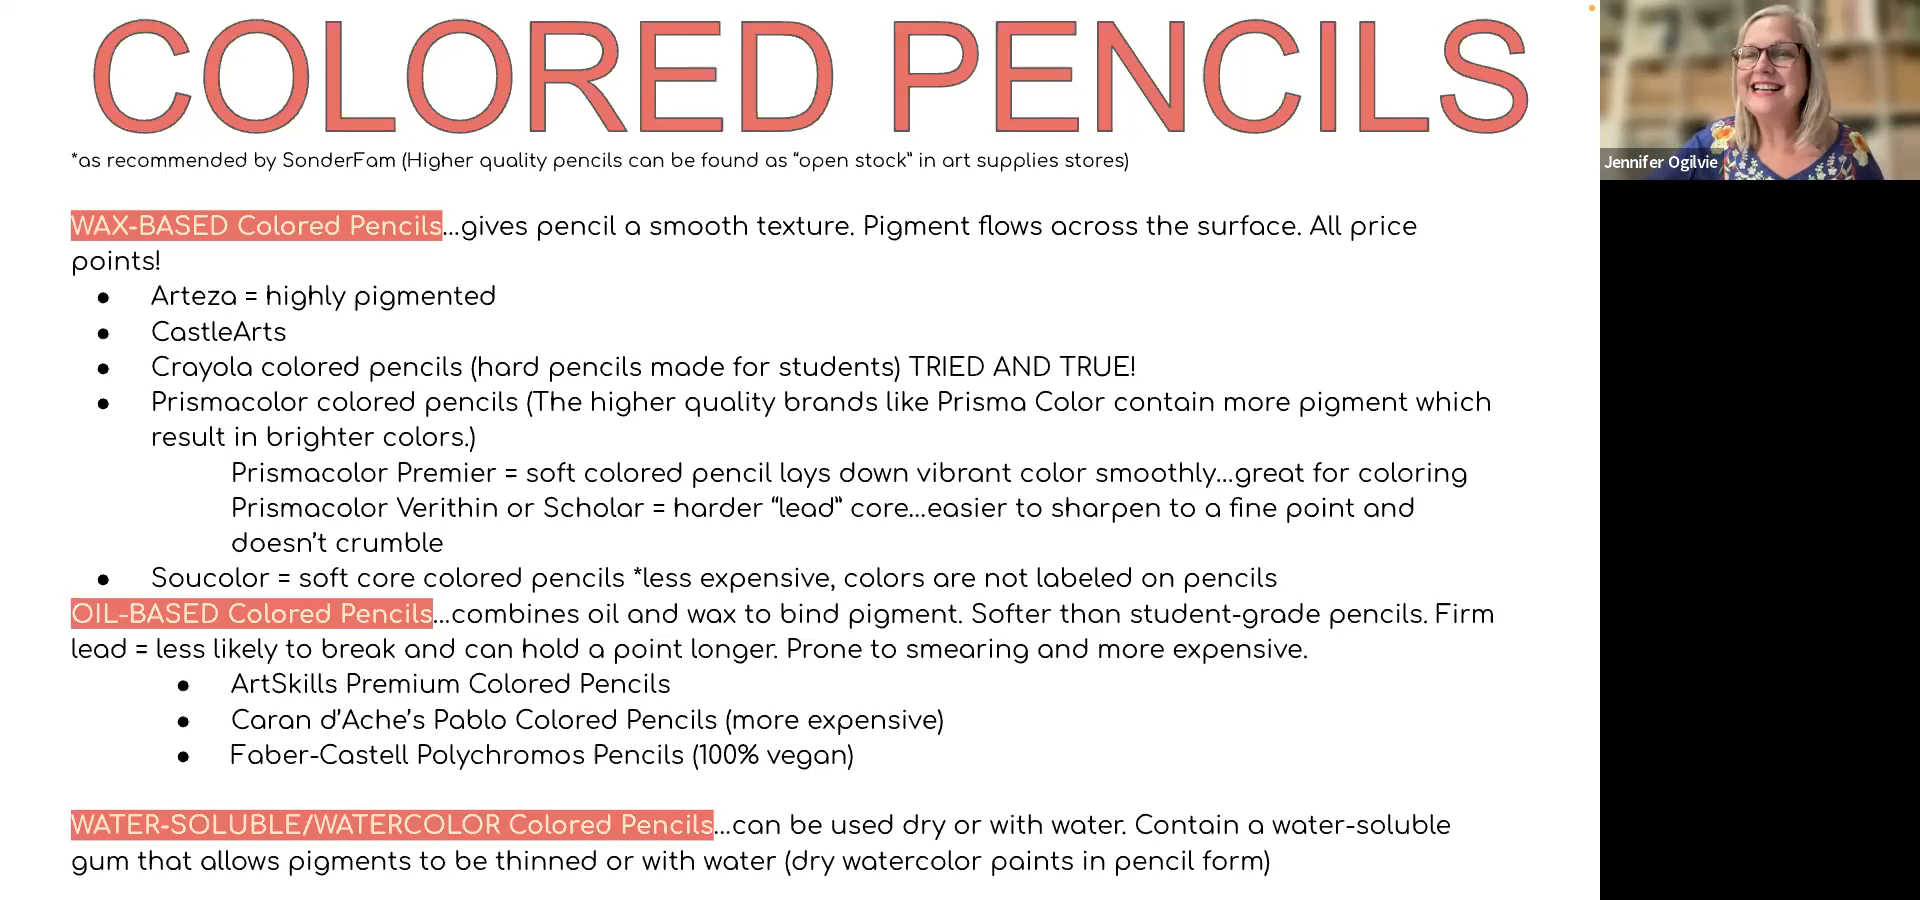 COLORED PENCILS
*as recommended by SonderFam (Higher quality pencils can be found as “open stock” in art supplies stores)
WAX-BASED Colored Pencils...gives pencil a smooth texture. Pigment flows across the surface. All price
points!
● Arteza = highly pigmented
● CastleArts
● Crayola colored pencils (hard pencils made for students) TRIED AND TRUE!
● Prismacolor colored pencils (The higher quality brands like Prisma Color contain more pigment which
result in brighter colors.)
Prismacolor Premier = soft colored pencil lays down vibrant color smoothly...great for coloring
Prismacolor Verithin or Scholar = harder “lead” core...easier to sharpen to a fine point and
doesn’t crumble
● Soucolor = soft core colored pencils *less expensive, colors are not labeled on pencils
OIL-BASED Colored Pencils...combines oil and wax to bind pigment. Softer than student-grade pencils. Firm
lead = less likely to break and can hold a point longer. Prone to smearing and more expensive.
● ArtSkills Premium Colored Pencils
● Caran d’Ache’s Pablo Colored Pencils (more expensive)
● Faber-Castell Polychromos Pencils (100% vegan)
WATER-SOLUBLE/WATERCOLOR Colored Pencils...can be used dry or with water. Contain a water-soluble
gum that allows pigments to be thinned or with water (dry watercolor paints in pencil form)
Jennifer Ogilvie